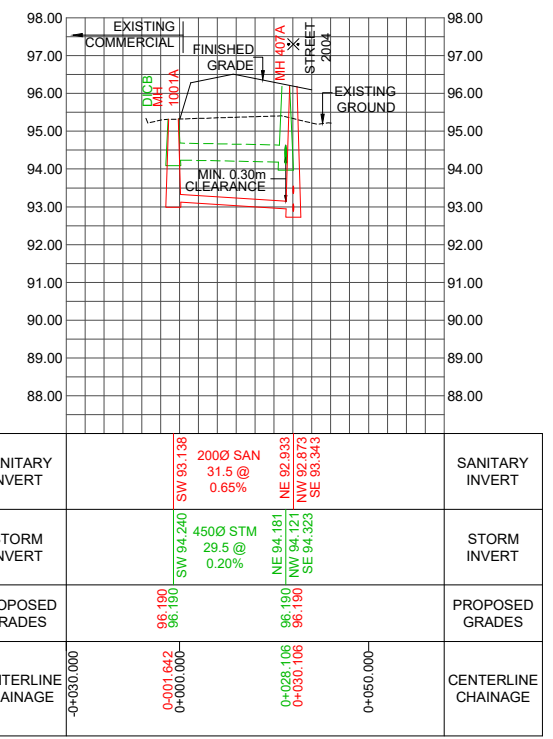 98.00
97.00
96.00
95.00
94.00
93.00
92.00
91.00
90.00
89.00
88.00
EXISTING
COMMERCIAL
FINISHED
GRADE
MH 407A
※
STREET
2004
DICB
MH
1001A
EXISTING
GROUND
MIN. 0.30m
CLEARANCE
98.00
97.00
96.00
95.00
94.00
93.00
92.00
91.00
90.00
89.00
88.00
NITARY
NVERT
SW 93.138
200Ø SAN
31.5 @
0.65%
NE 92.933
NW 92.873
SE 93.343
SANITARY
INVERT
TORM
NVERT
SW 94.240
450Ø STM
29.5 @
0.20%
NE 94.181
NW 94.121
SE 94.323
STORM
INVERT
OPOSED
RADES
96.190
96.190
96.190
96.190
PROPOSED
GRADES
NTERLINE
AINAGE
-0+030.000
0-001.642
0+000.000
0+028.106
0+030.106
0+050.000
CENTERLINE
CHAINAGE